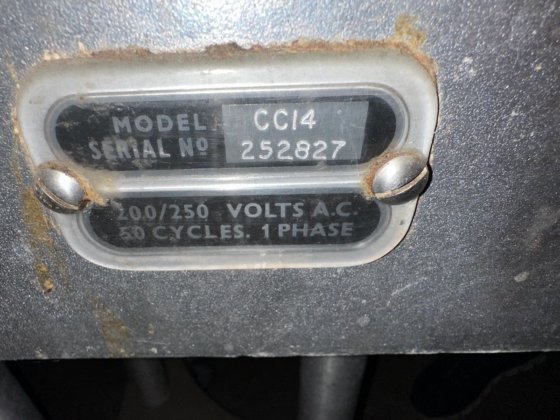 MODEL CC14
SERIAL Nº 252827
200/250 VOLTS A.C.
50 CYCLES. 1 PHASE